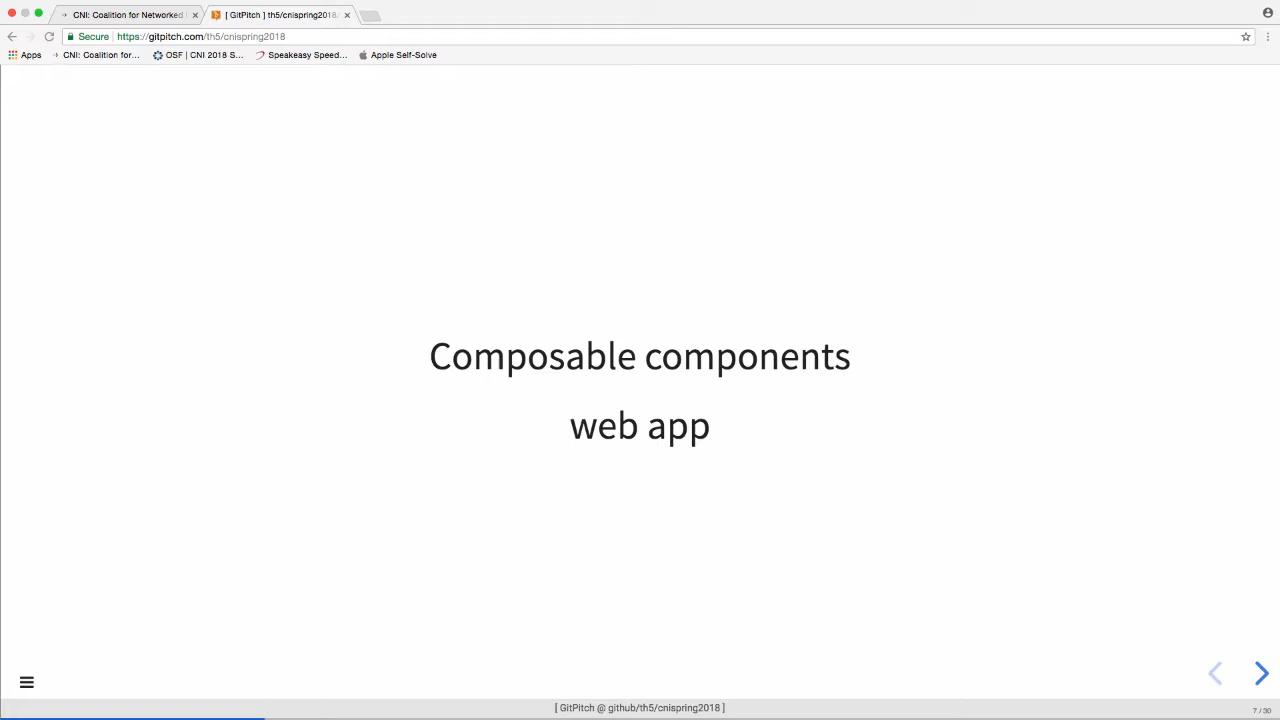 CNI: Coalition for Networked
[ GitPitch ] th5/cnispring2018
Secure https://gitpitch.com/th5/cnispring2018
Apps CNI: Coalition for... OSF | CNI 2018 S... Speakeasy Speed... Apple Self-Solve
Composable components
web app
[ GitPitch @ github/th5/cnispring2018 ]
7 / 30